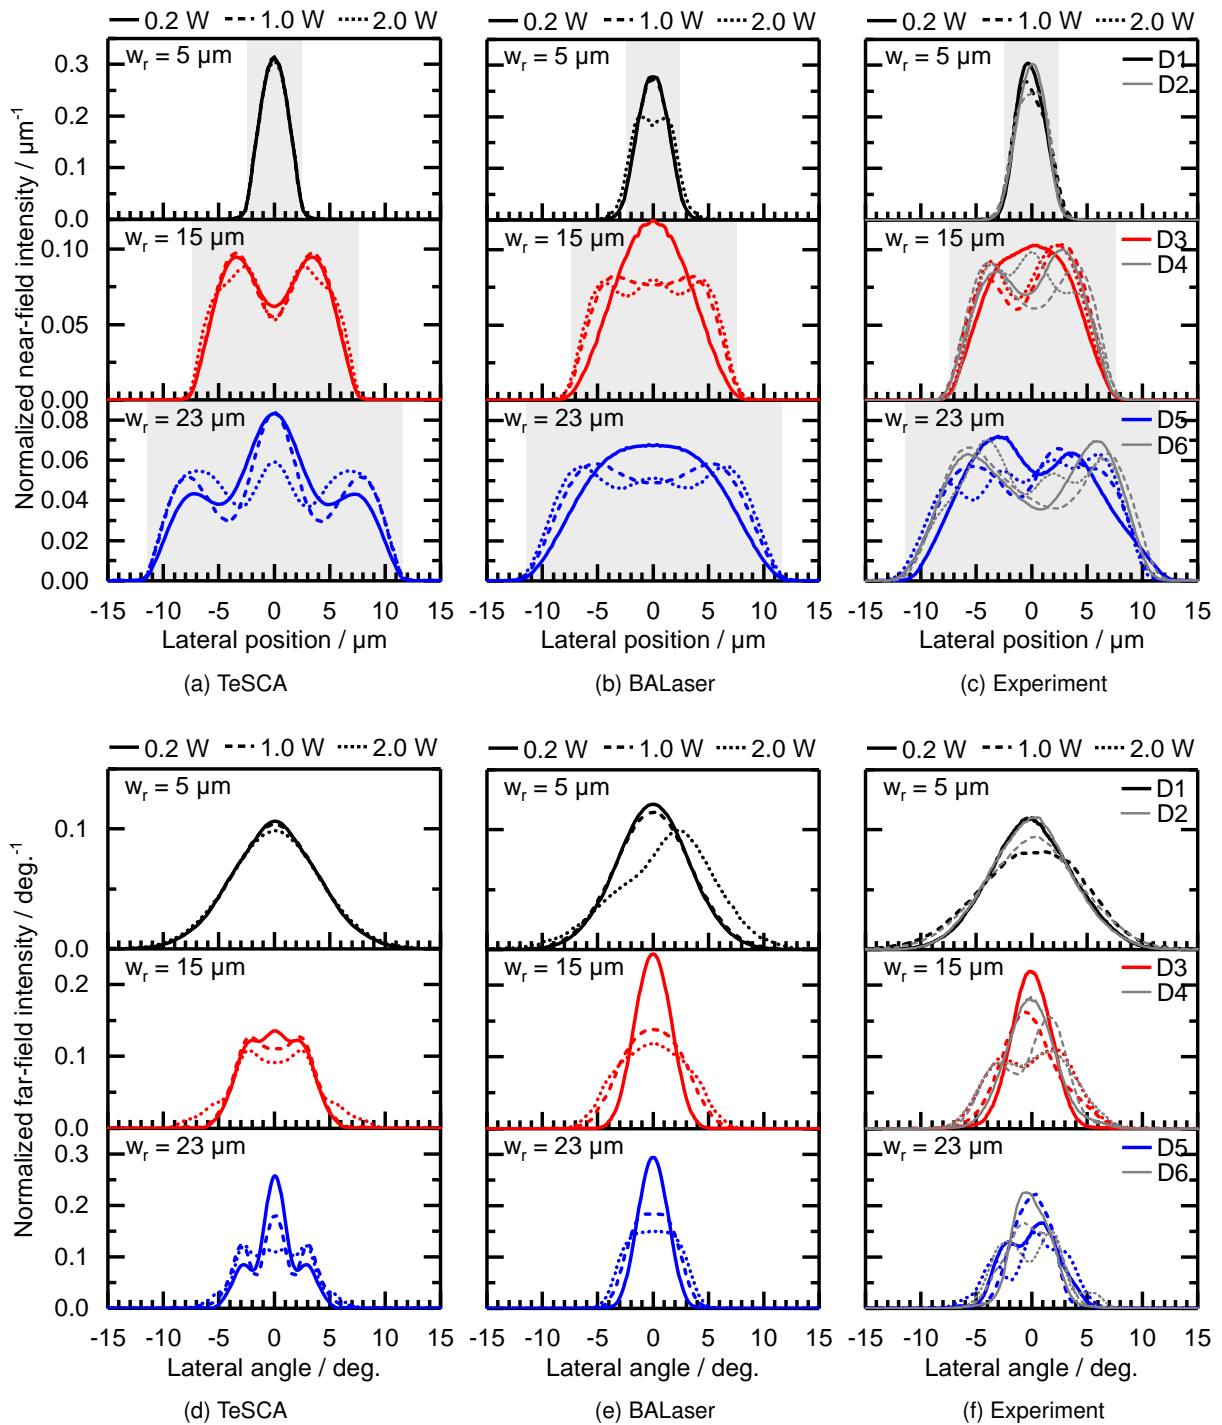 0.2 W 1.0 W 2.0 W
0.2 W 1.0 W 2.0 W
0.2 W 1.0 W 2.0 W
Normalized near-field intensity / µm-1
0.3
0.2
0.1
0.0
wr = 5 µm
wr = 5 µm
wr = 5 µm
D1
D2
0.10
0.05
0.00
wr = 15 µm
wr = 15 µm
wr = 15 µm
D3
D4
0.08
0.06
0.04
0.02
0.00
wr = 23 µm
wr = 23 µm
wr = 23 µm
D5
D6
-15 -10 -5 0 5 10 15
-10 -5 0 5 10 15
-10 -5 0 5 10 15
Lateral position / µm
Lateral position / µm
Lateral position / µm
(a) TeSCA
(b) BALaser
(c) Experiment
0.2 W 1.0 W 2.0 W
0.2 W 1.0 W 2.0 W
0.2 W 1.0 W 2.0 W
Normalized far-field intensity / deg.-1
0.1
0.0
wr = 5 µm
wr = 5 µm
wr = 5 µm
D1
D2
0.2
0.1
0.0
wr = 15 µm
wr = 15 µm
wr = 15 µm
D3
D4
0.3
0.2
0.1
0.0
wr = 23 µm
wr = 23 µm
wr = 23 µm
D5
D6
-15 -10 -5 0 5 10 15
-10 -5 0 5 10 15
-10 -5 0 5 10 15
Lateral angle / deg.
Lateral angle / deg.
Lateral angle / deg.
(d) TeSCA
(e) BALaser
(f) Experiment